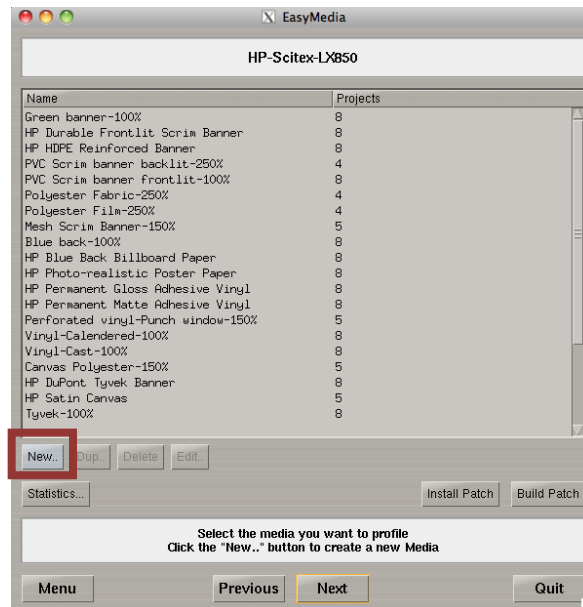 EasyMedia
HP-Scitex-LX850
Name Projects
Green banner-100% 8
HP Durable Frontlit Scrim Banner 8
HP HDPE Reinforced Banner 8
PVC Scrim banner backlit-250% 4
PVC Scrim banner frontlit-100% 8
Polyester Fabric-250% 4
Polyester Film-250% 4
Mesh Scrim Banner-150% 5
Blue back-100% 8
HP Blue Back Billboard Paper 8
HP Photo-realistic Poster Paper 8
HP Permanent Gloss Adhesive Vinyl 8
HP Permanent Matte Adhesive Vinyl 8
Perforated vinyl-Punch window-150% 5
Vinyl-Calendered-100% 8
Vinyl-Cast-100% 8
Canvas Polyester-150% 5
HP DuPont Tyvek Banner 8
HP Satin Canvas 5
Tyvek-100% 8
New.. Dup.. Delete Edit..
Statistics... Install Patch Build Patch
Select the media you want to profile
Click the "New.." button to create a new Media
Menu Previous Next Quit